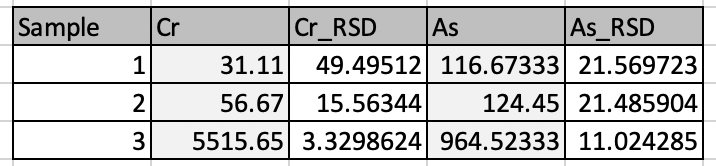 Sample Cr Cr_RSD As As_RSD
1 31.11 49.49512 116.67333 21.569723
2 56.67 15.56344 124.45 21.485904
3 5515.65 3.3298624 964.52333 11.024285